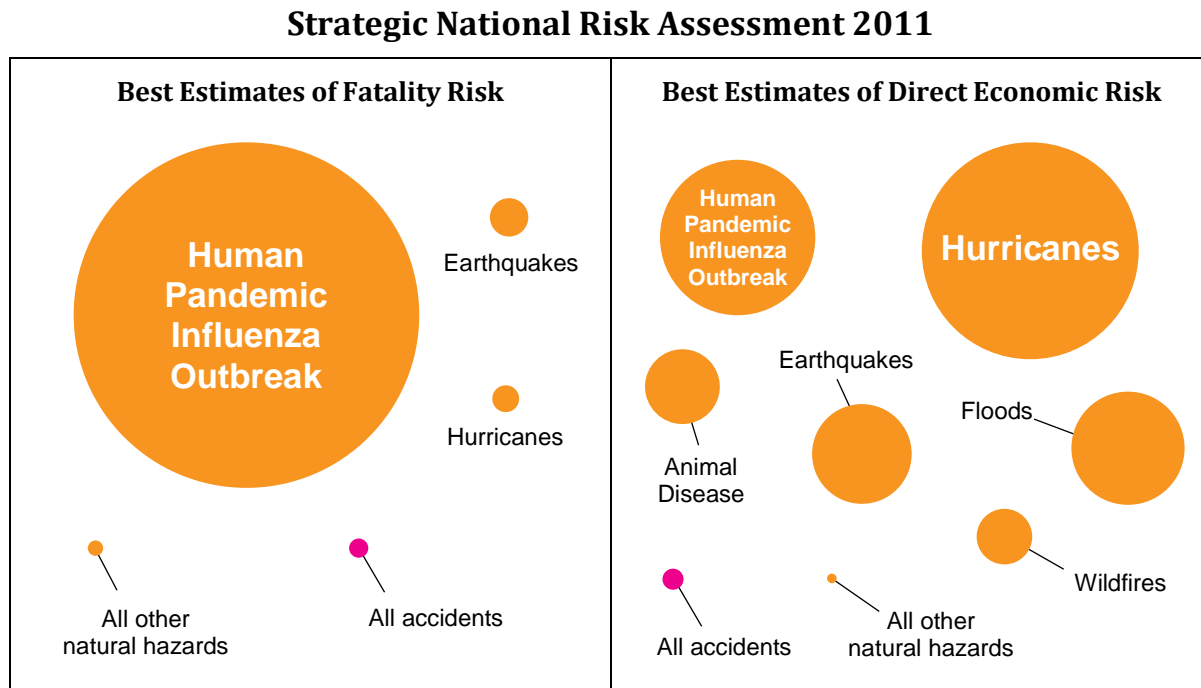 Strategic National Risk Assessment 2011
Best Estimates of Fatality Risk
Human
Pandemic
Influenza
Outbreak
Earthquakes
Hurricanes
All other
natural hazards
All accidents
Best Estimates of Direct Economic Risk
Human
Pandemic
Influenza
Outbreak
Hurricanes
Earthquakes
Floods
Animal
Disease
Wildfires
All accidents
All other
natural hazards